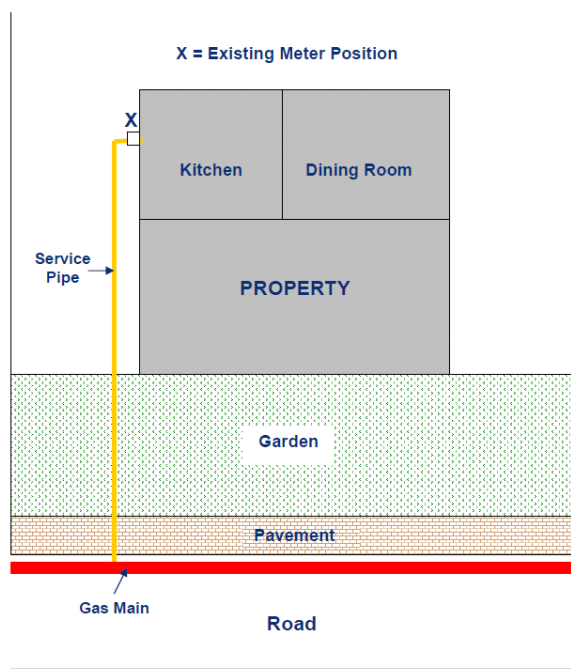 X = Existing Meter Position
X
Kitchen
Dining Room
Service
Pipe
PROPERTY
Garden
Pavement
Gas Main
Road